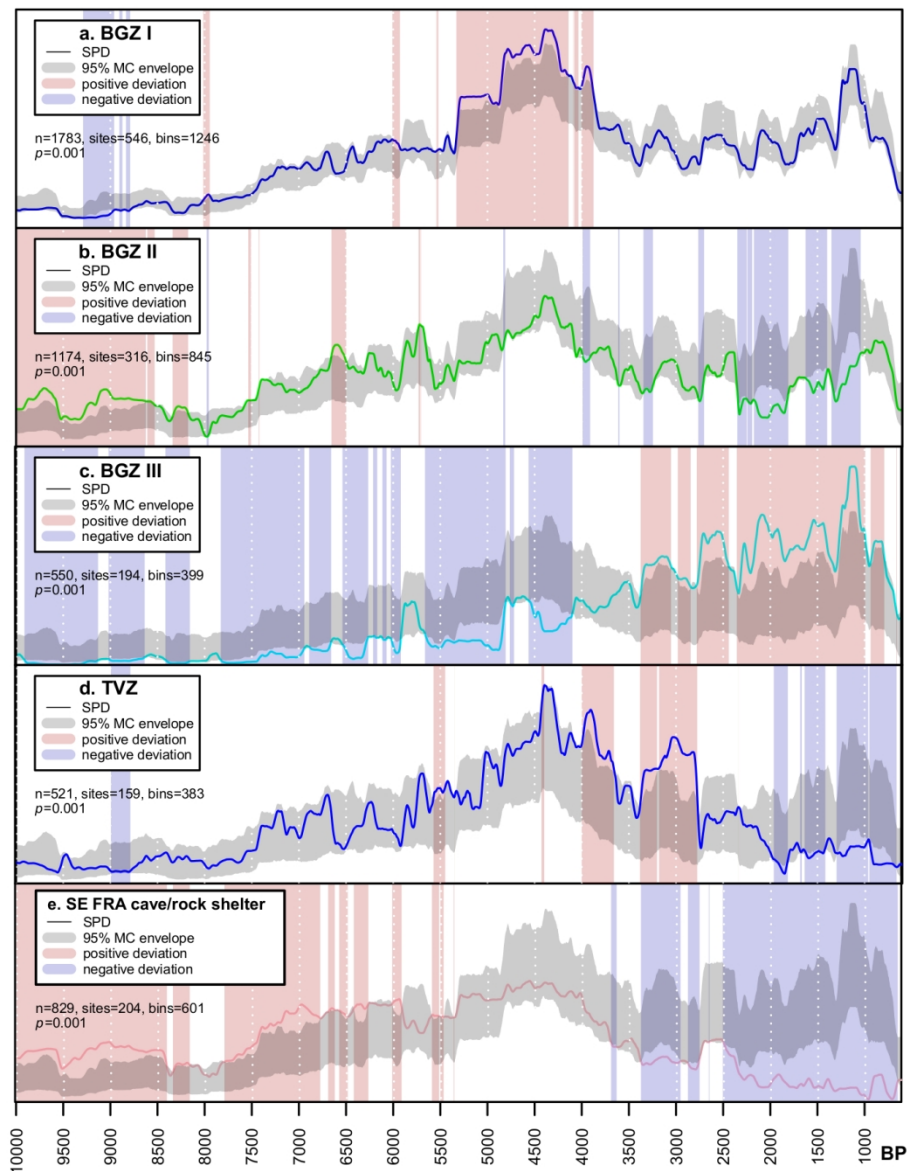 a. BGZ I
SPD
95% MC envelope
positive deviation
negative deviation
n=1783, sites=546, bins=1246
p=0.001
b. BGZ II
SPD
95% MC envelope
positive deviation
negative deviation
n=1174, sites=316, bins=845
p=0.001
c. BGZ III
SPD
95% MC envelope
positive deviation
negative deviation
n=550, sites=194, bins=399
p=0.001
d. TVZ
SPD
95% MC envelope
positive deviation
negative deviation
n=521, sites=159, bins=383
p=0.001
e. SE FRA cave/rock shelter
SPD
95% MC envelope
positive deviation
negative deviation
n=829, sites=204, bins=601
p=0.001
10000 9500 9000 8500 8000 7500 7000 6500 6000 5500 5000 4500 4000 3500 3000 2500 2000 1500 1000 BP